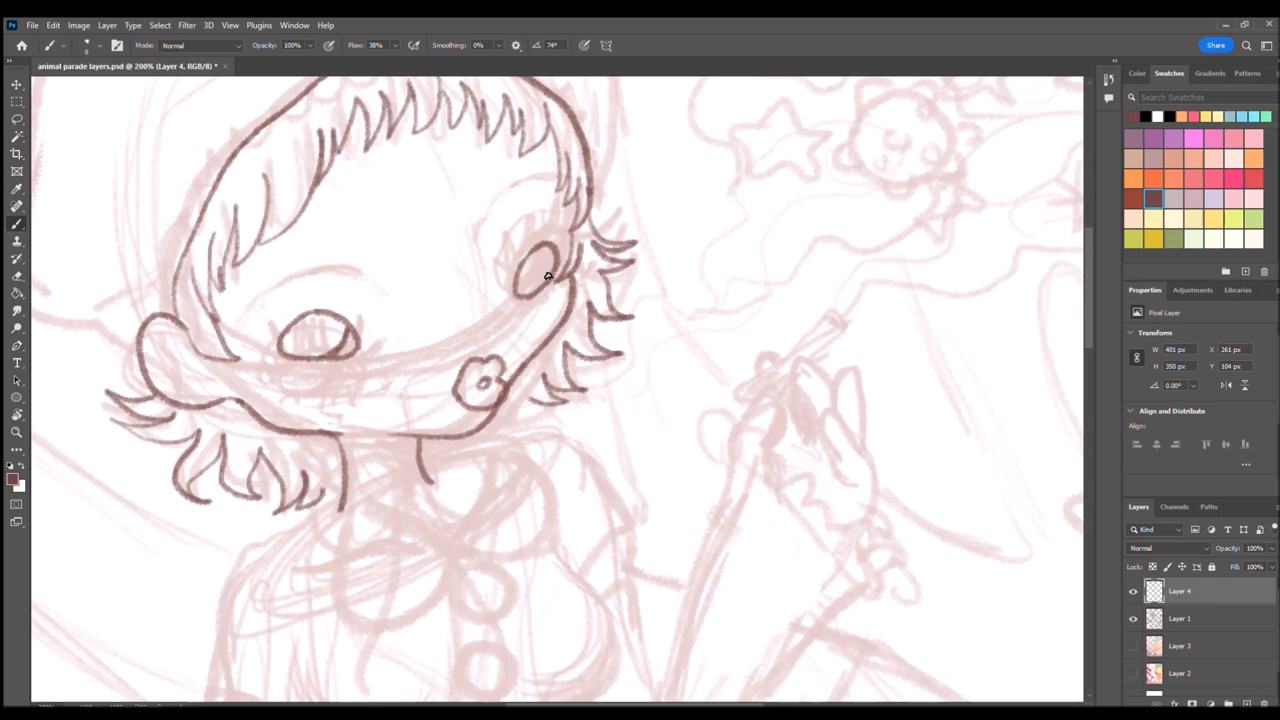 Ps File Edit Image Layer Type Select Filter 3D View Plugins Window Help
8 Mode: Normal Opacity: 100% Flow: 38% Smoothing: 0% 74° Share
animal parade layers.psd @ 200% (Layer 4, RGB/8) * ×
Color Swatches Gradients Patterns
Search Swatches
Properties Adjustments Libraries
Pixel Layer
Transform
W 401 px X 261 px
H 350 px Y 104 px
0.00°
Align and Distribute
Align:
Layers Channels Paths
Kind
Normal Opacity: 100%
Lock: Fill: 100%
Layer 4
Layer 1
Layer 3
Layer 2